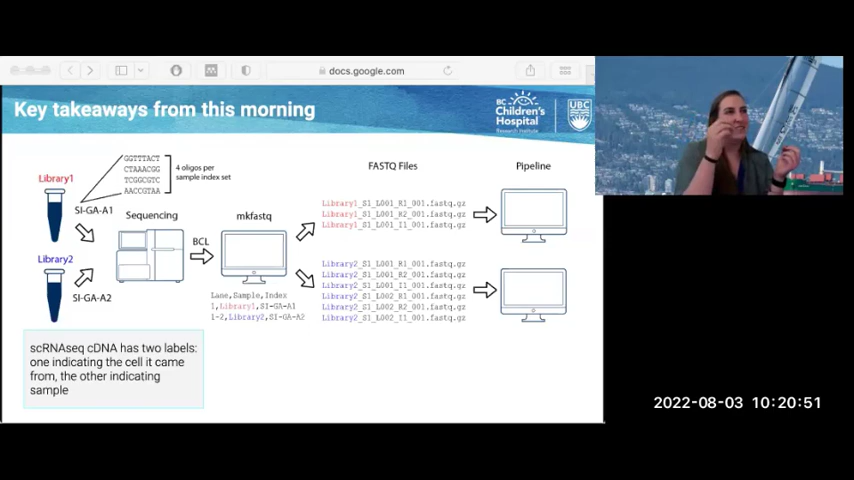 docs.google.com
Key takeaways from this morning
BC
Children's
Hospital
Research Institute
UBC
Library1
GGTTTACT
CTAAACGG
TCGGCGTC
AACCGTAA
4 oligos per
sample index set
SI-GA-A1
Library2
SI-GA-A2
Sequencing
BCL
mkfastq
Lane,Sample,Index
1,Library1,SI-GA-A1
1-2,Library2,SI-GA-A2
FASTQ Files
Library1_S1_L001_R1_001.fastq.gz
Library1_S1_L001_R2_001.fastq.gz
Library1_S1_L001_I1_001.fastq.gz
Library2_S1_L001_R1_001.fastq.gz
Library2_S1_L001_R2_001.fastq.gz
Library2_S1_L001_I1_001.fastq.gz
Library2_S1_L002_R1_001.fastq.gz
Library2_S1_L002_R2_001.fastq.gz
Library2_S1_L002_I1_001.fastq.gz
Pipeline
scRNAseq cDNA has two labels:
one indicating the cell it came
from, the other indicating
sample
2022-08-03 10:20:51